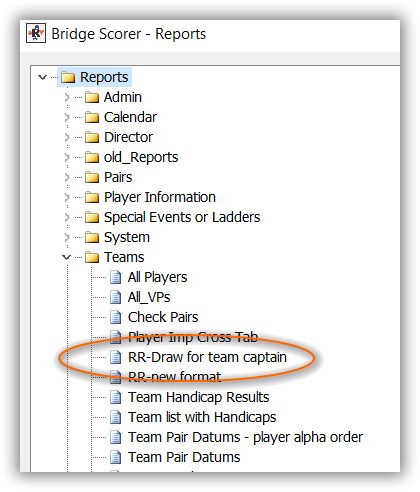 Bridge Scorer - Reports
Reports
Admin
Calendar
Director
old_Reports
Pairs
Player Information
Special Events or Ladders
System
Teams
All Players
All_VPs
Check Pairs
Player Imp Cross Tab
RR-Draw for team captain
RR-new format
Team Handicap Results
Team list with Handicaps
Team Pair Datums - player alpha order
Team Pair Datums